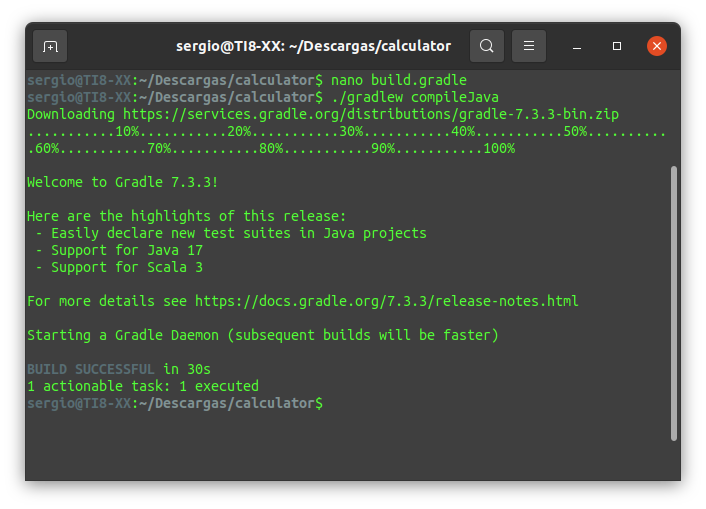 sergio@TI8-XX: ~/Descargas/calculator
sergio@TI8-XX:~/Descargas/calculator$ nano build.gradle
sergio@TI8-XX:~/Descargas/calculator$ ./gradlew compileJava
Downloading https://services.gradle.org/distributions/gradle-7.3.3-bin.zip
...........10%...........20%...........30%...........40%...........50%..........
.60%...........70%...........80%...........90%...........100%
Welcome to Gradle 7.3.3!
Here are the highlights of this release:
 - Easily declare new test suites in Java projects
 - Support for Java 17
 - Support for Scala 3
For more details see https://docs.gradle.org/7.3.3/release-notes.html
Starting a Gradle Daemon (subsequent builds will be faster)
BUILD SUCCESSFUL in 30s
1 actionable task: 1 executed
sergio@TI8-XX:~/Descargas/calculator$